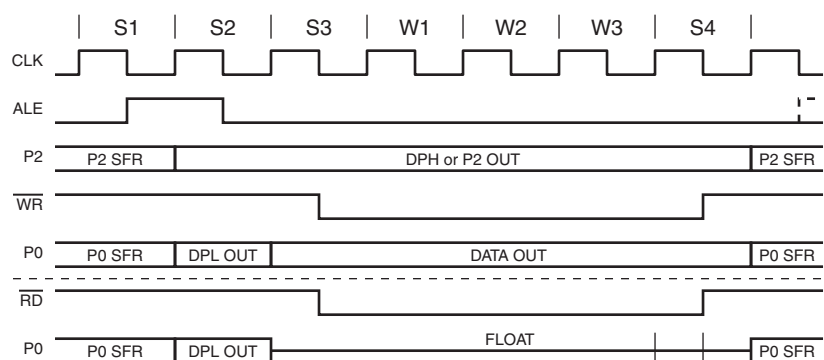 S1 S2 S3 W1 W2 W3 S4
CLK
ALE
P2 P2 SFR DPH or P2 OUT P2 SFR
WR
P0 P0 SFR DPL OUT DATA OUT P0 SFR
RD
P0 P0 SFR DPL OUT FLOAT P0 SFR